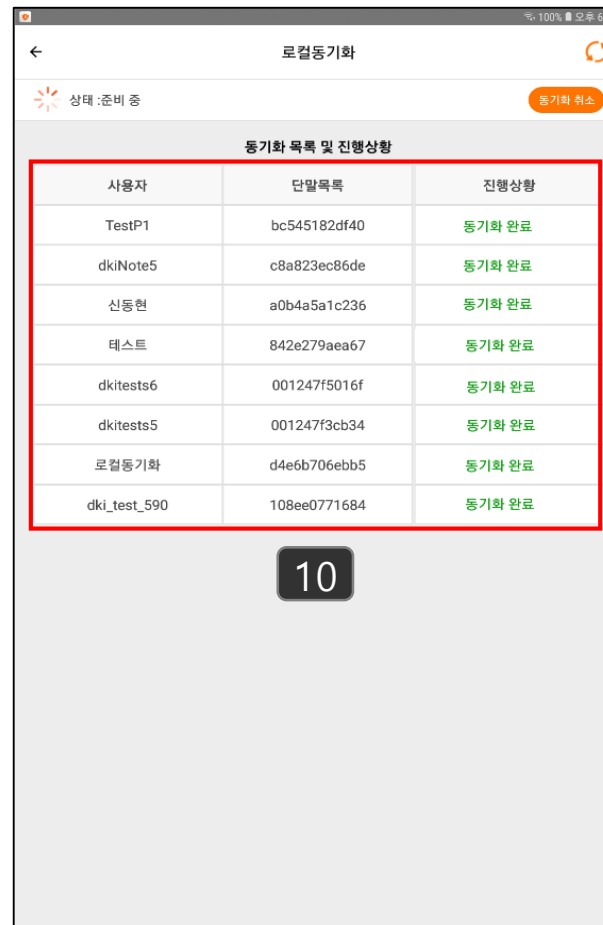 100% 오후 6
로컬동기화
상태 :준비 중 동기화 취소
동기화 목록 및 진행상황
사용자 단말목록 진행상황
TestP1 bc545182df40 동기화 완료
dkiNote5 c8a823ec86de 동기화 완료
신동현 a0b4a5a1c236 동기화 완료
테스트 842e279aea67 동기화 완료
dkitests6 001247f5016f 동기화 완료
dkitests5 001247f3cb34 동기화 완료
로컬동기화 d4e6b706ebb5 동기화 완료
dki_test_590 108ee0771684 동기화 완료
10